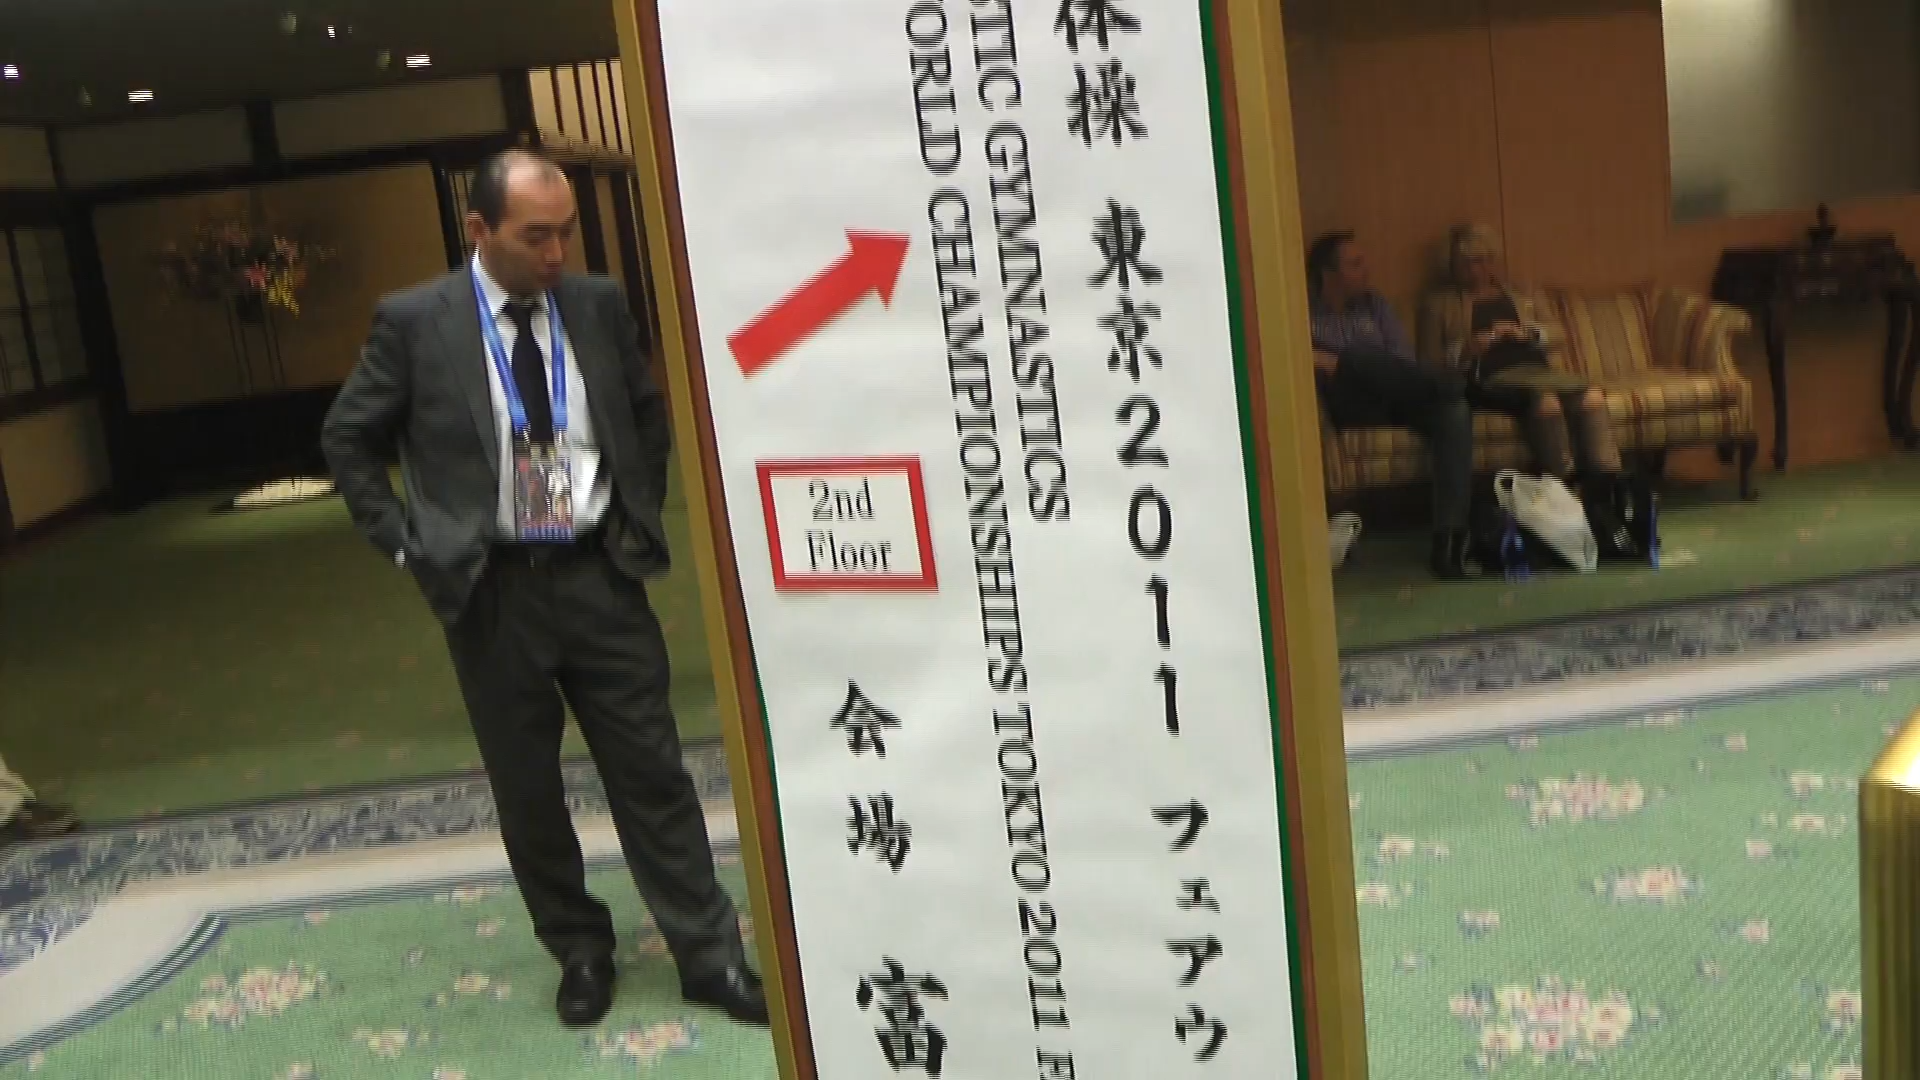 体操 東京2011 フェアウ
STIC GYMNASTICS
ORLD CHAMPIONSHIPS TOKYO 2011 F
2nd
Floor
会場 富